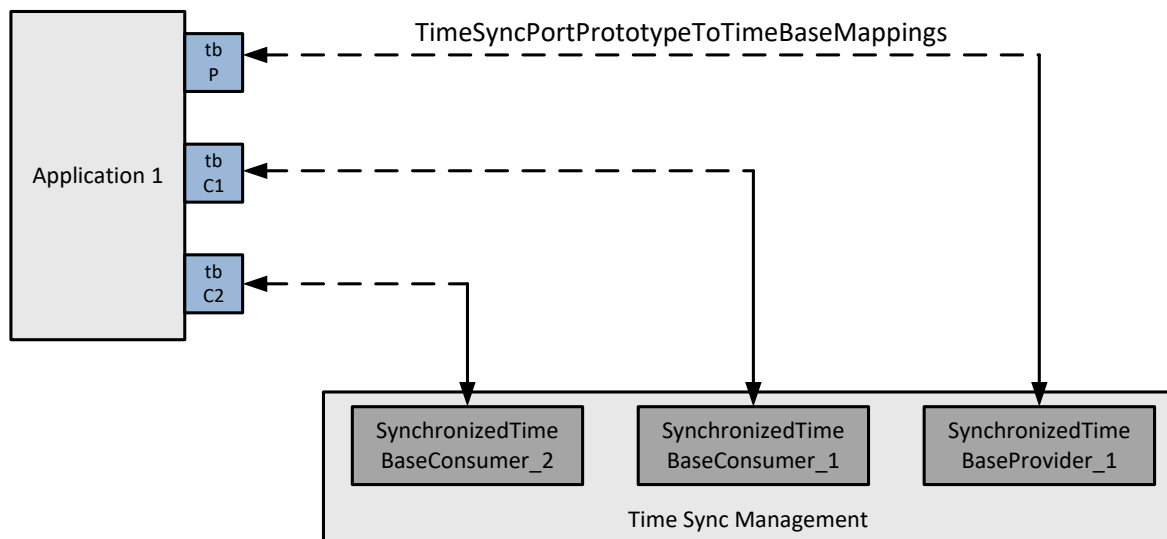 TimeSyncPortPrototypeToTimeBaseMappings
tb
P
Application 1
tb
C1
tb
C2
SynchronizedTime
BaseConsumer_2
SynchronizedTime
BaseConsumer_1
SynchronizedTime
BaseProvider_1
Time Sync Management